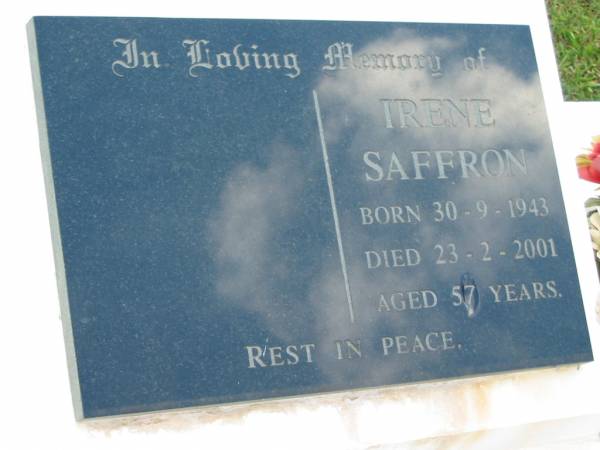 In Loving Memory of
IRENE
SAFFRON
BORN 30-9-1943
DIED 23-2-2001
AGED 57 YEARS.
REST IN PEACE.